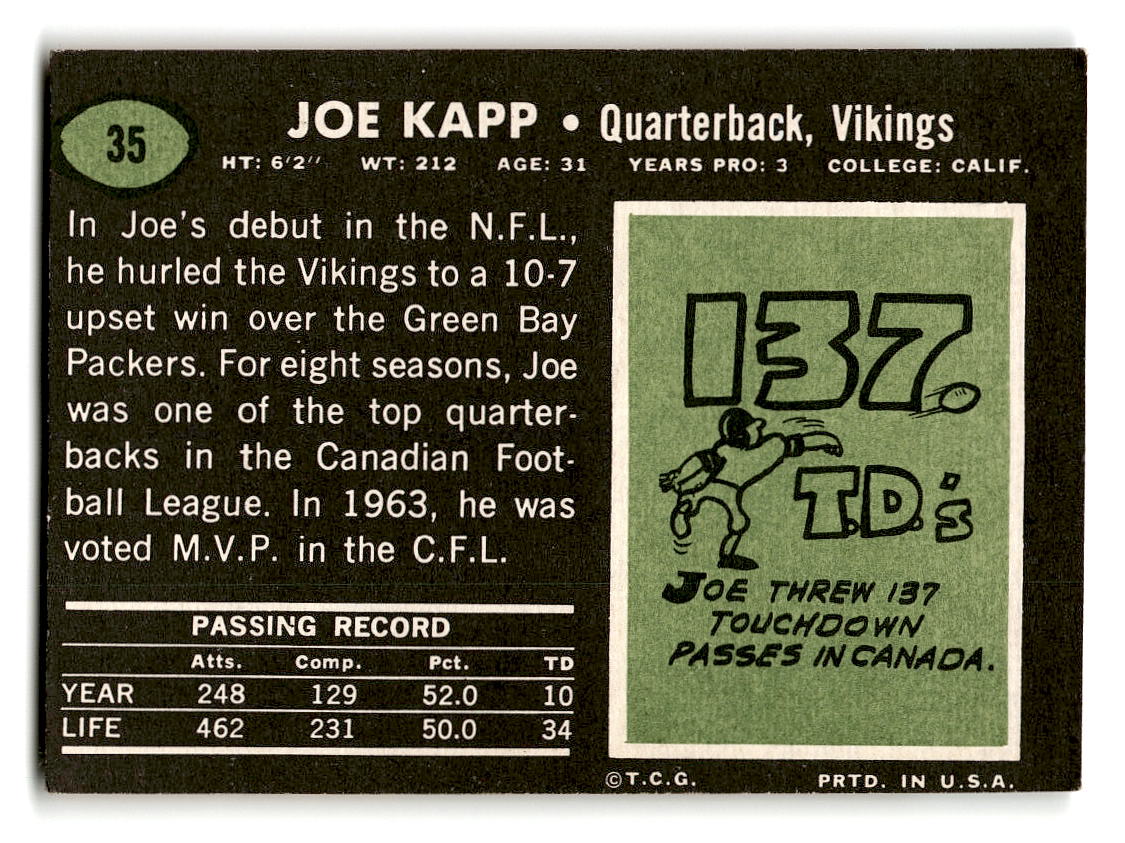 35
JOE KAPP • Quarterback, Vikings
HT: 6'2" WT: 212 AGE: 31 YEARS PRO: 3 COLLEGE: CALIF.
In Joe's debut in the N.F.L.,
he hurled the Vikings to a 10-7
upset win over the Green Bay
Packers. For eight seasons, Joe
was one of the top quarter-
backs in the Canadian Foot-
ball League. In 1963, he was
voted M.V.P. in the C.F.L.
PASSING RECORD
Atts. Comp. Pct. TD
YEAR 248 129 52.0 10
LIFE 462 231 50.0 34
137
T.D.'s
JOE THREW 137
TOUCHDOWN
PASSES IN CANADA.
©T.C.G. PRTD. IN U.S.A.